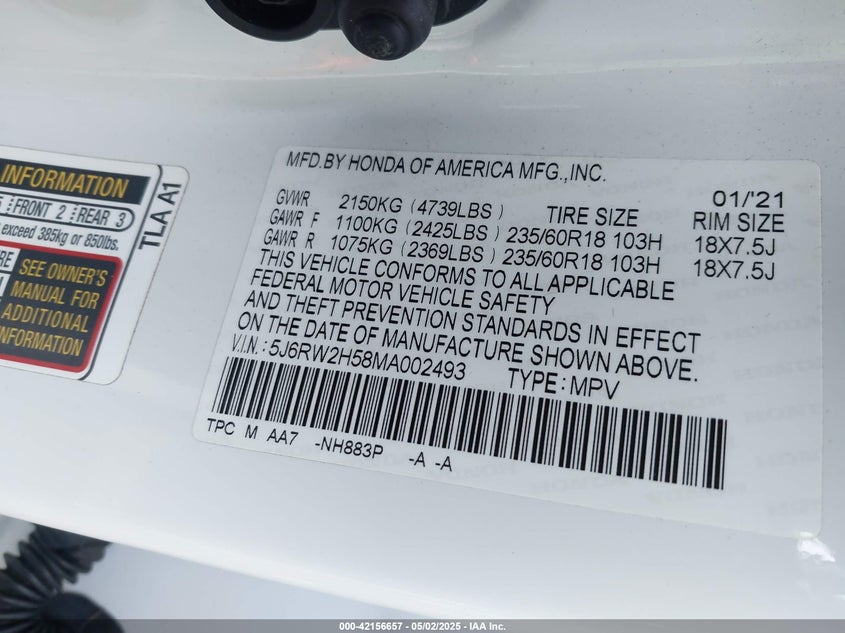 INFORMATION
FRONT 2 REAR 3
exceed 385kg or 850lbs.
SEE OWNER'S
MANUAL FOR
ADDITIONAL
INFORMATION
TLA A1
MFD.BY HONDA OF AMERICA MFG.,INC.
01/'21
GVWR 2150KG (4739LBS) TIRE SIZE RIM SIZE
GAWR F 1100KG (2425LBS) 235/60R18 103H 18X7.5J
GAWR R 1075KG (2369LBS) 235/60R18 103H 18X7.5J
THIS VEHICLE CONFORMS TO ALL APPLICABLE
FEDERAL MOTOR VEHICLE SAFETY
AND THEFT PREVENTION STANDARDS IN EFFECT
ON THE DATE OF MANUFACTURE SHOWN ABOVE.
V.I.N.: 5J6RW2H58MA002493 TYPE: MPV
TPC M AA7 -NH883P -A -A
000-42156657 - 05/02/2025 - IAA Inc.